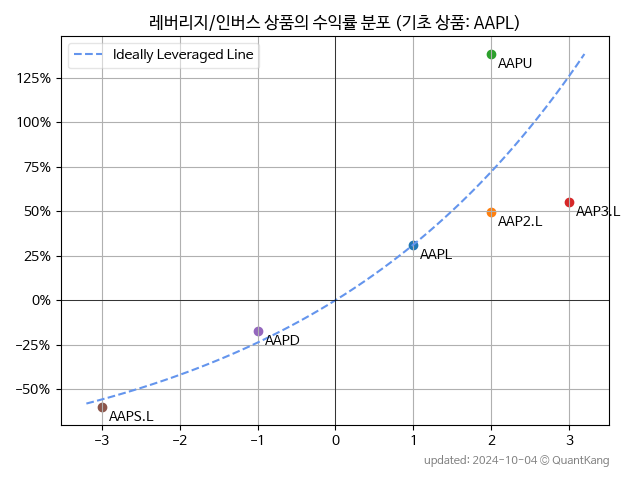 레버리지/인버스 상품의 수익률 분포 (기초 상품: AAPL)
Ideally Leveraged Line
AAPU
125%
100%
75%
50%
AAP3.L
AAP2.L
25%
AAPL
0%
AAPD
−25%
−50%
AAPS.L
−3 −2 −1 0 1 2 3
updated: 2024-10-04 © QuantKang